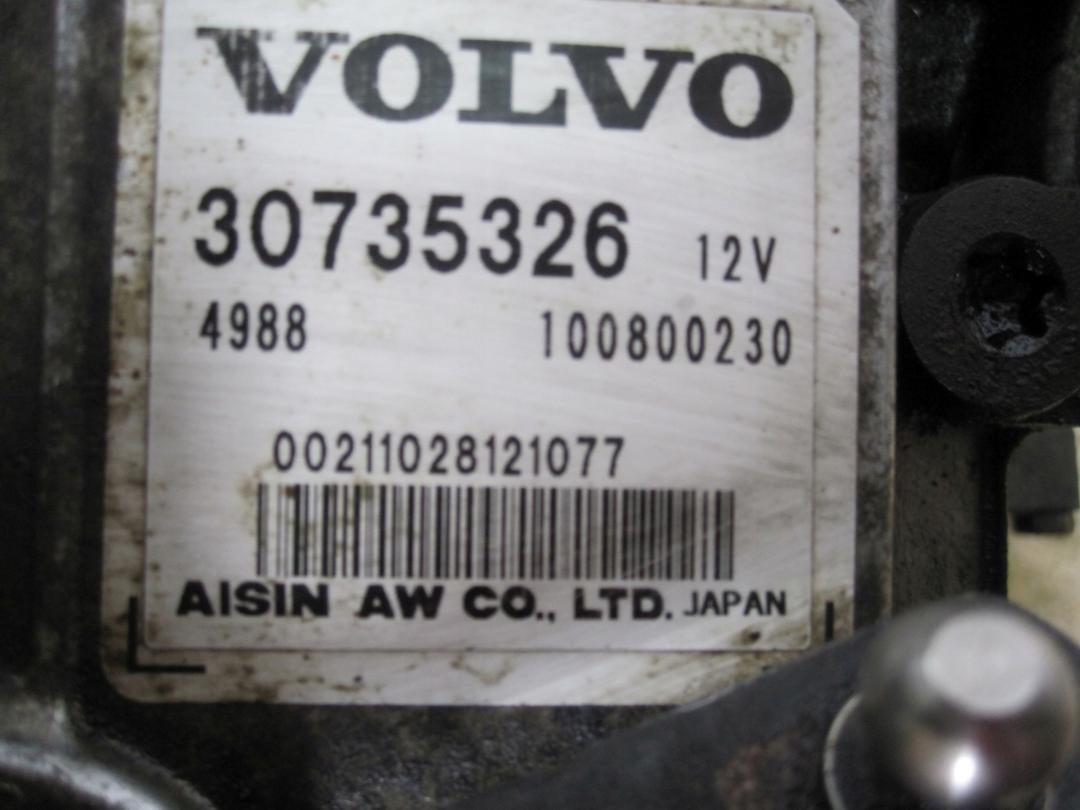 VOLVO
30735326 12V
4988 100800230
00211028121077
AISIN AW CO., LTD. JAPAN